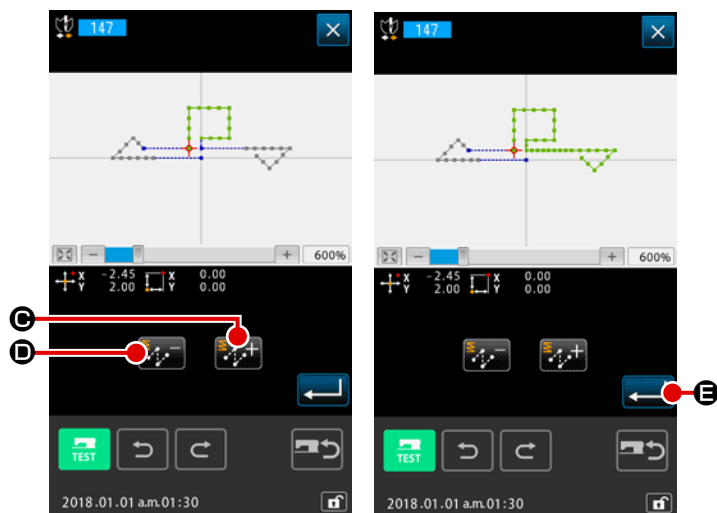 147
147
600%
600%
X -2.45 X 0.00
Y 2.00 Y 0.00
X -2.45 X 0.00
Y 2.00 Y 0.00
C
D
E
TEST
TEST
2018.01.01 a.m.01:30
2018.01.01 a.m.01:30